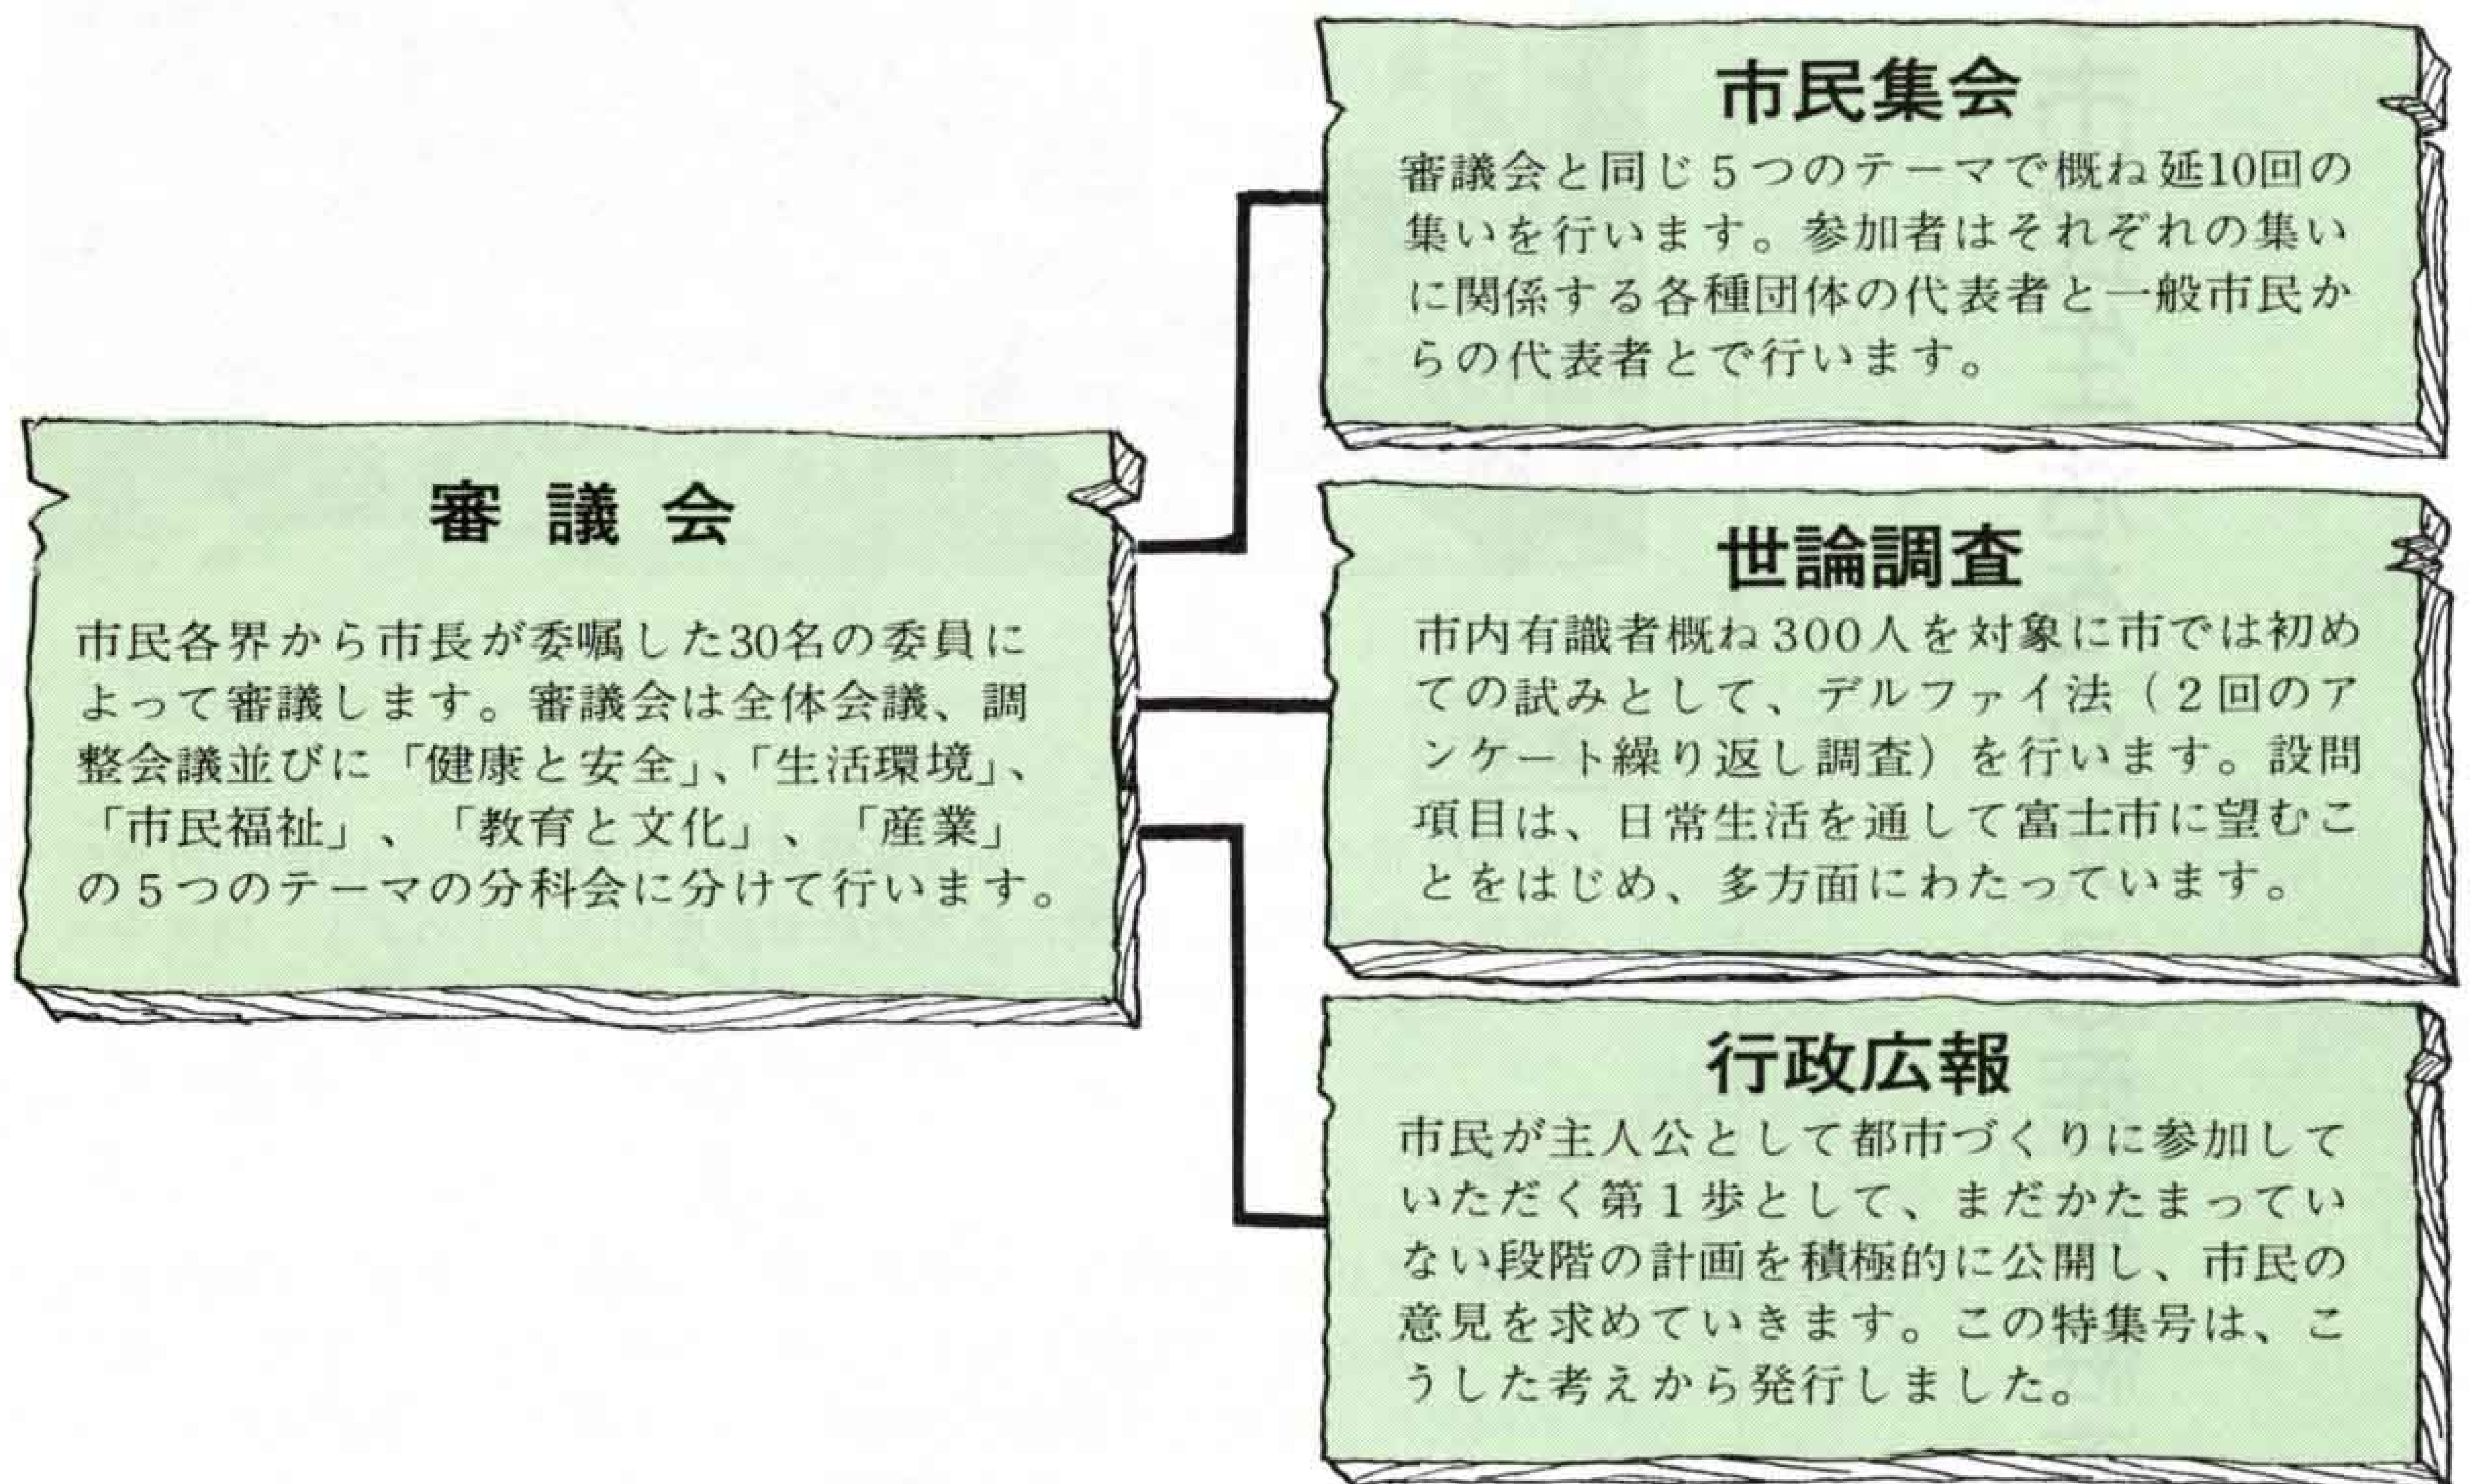 審議会
市民各界から市長が委嘱した30名の委員に
よって審議します。審議会は全体会議、調
整会議並びに「健康と安全」、「生活環境」、
「市民福祉」、「教育と文化」、「産業」
の5つのテーマの分科会に分けて行います。
市民集会
審議会と同じ5つのテーマで概ね延10回の
集いを行います。参加者はそれぞれの集い
に関係する各種団体の代表者と一般市民か
らの代表者とで行います。
世論調査
市内有識者概ね300人を対象に市では初め
ての試みとして、デルファイ法（2回のア
ンケート繰り返し調査）を行います。設問
項目は、日常生活を通して富士市に望むこ
とをはじめ、多方面にわたっています。
行政広報
市民が主人公として都市づくりに参加して
いただく第1歩として、まだかたまってい
ない段階の計画を積極的に公開し、市民の
意見を求めていきます。この特集号は、こ
うした考えから発行しました。